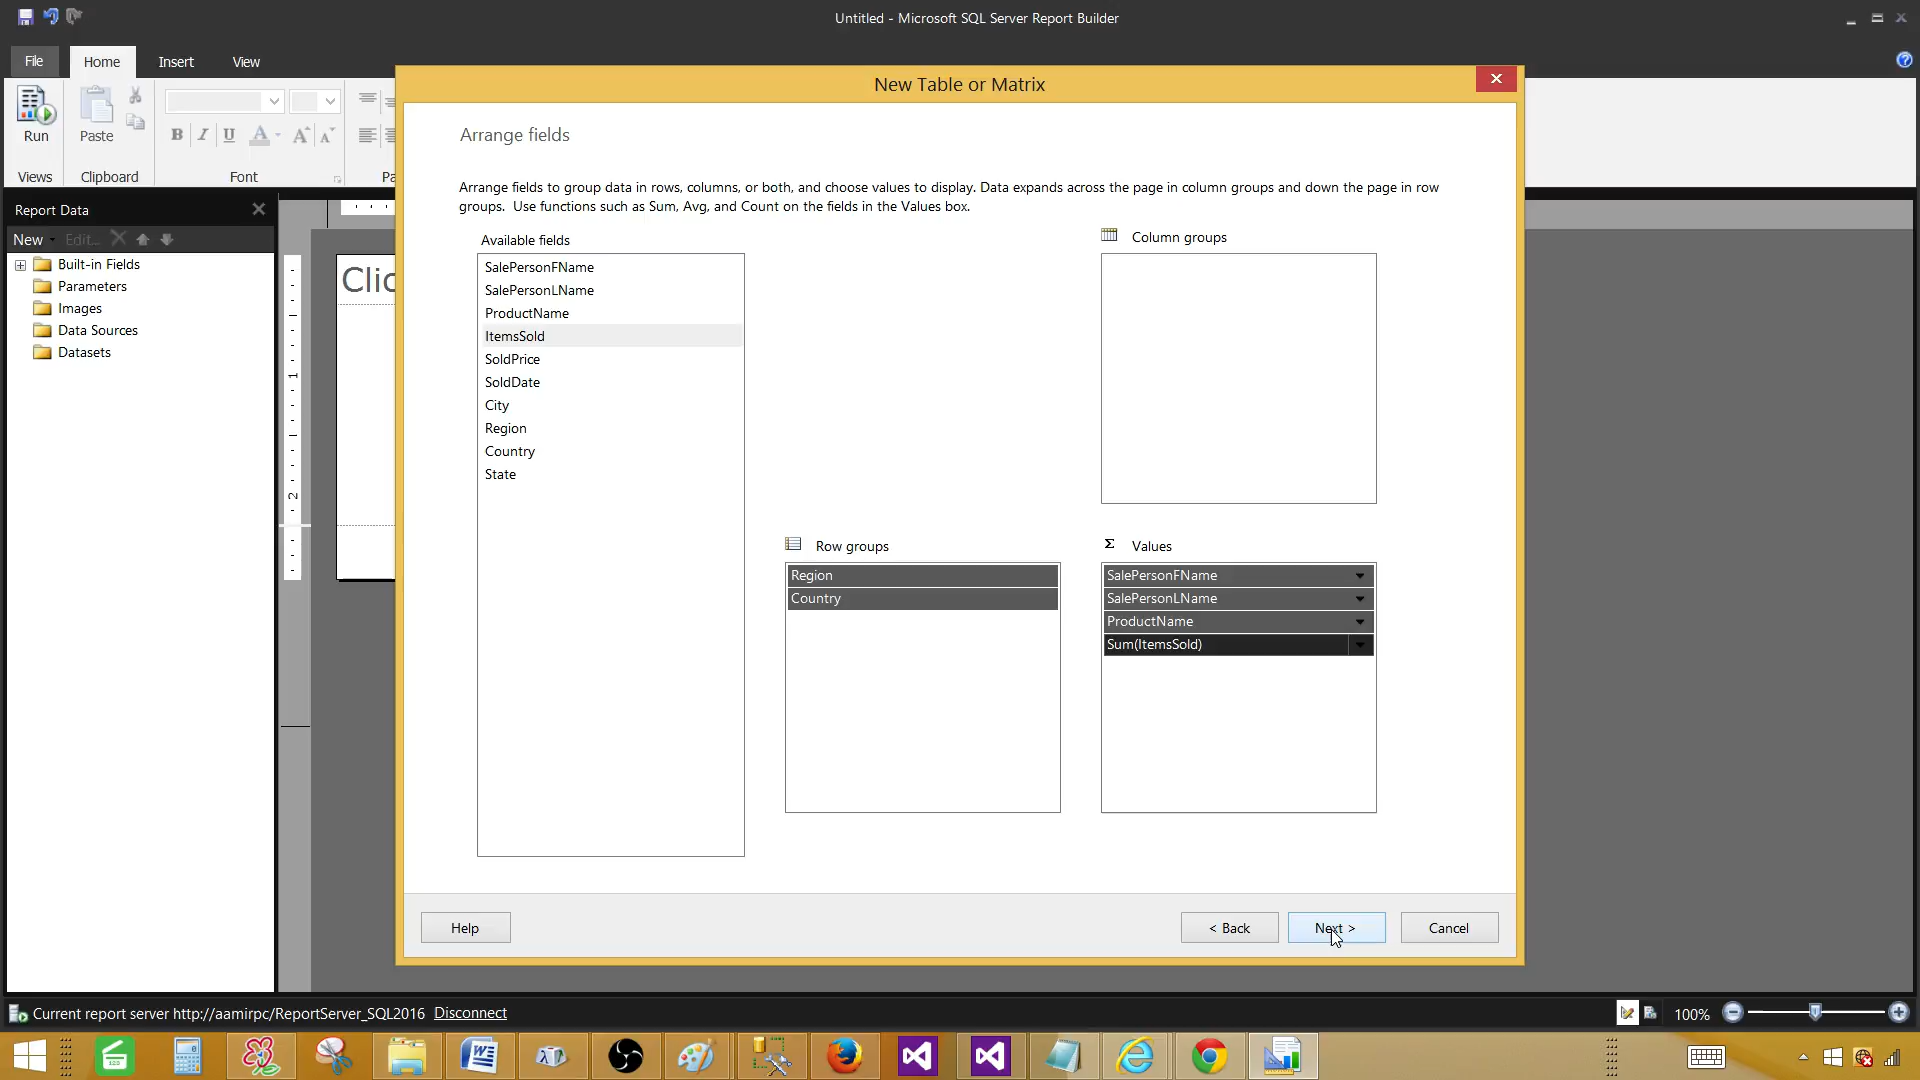 Untitled - Microsoft SQL Server Report Builder
File
Home
Insert
View
Run
Paste
B I U A A A
Views
Clipboard
Font
Pa
New Table or Matrix
Arrange fields
Arrange fields to group data in rows, columns, or both, and choose values to display. Data expands across the page in column groups and down the page in row
groups. Use functions such as Sum, Avg, and Count on the fields in the Values box.
Report Data
New
Edit...
Built-in Fields
Parameters
Images
Data Sources
Datasets
1
2
Clic
Available fields
SalePersonFName
SalePersonLName
ProductName
ItemsSold
SoldPrice
SoldDate
City
Region
Country
State
Column groups
Row groups
Region
Country
Σ Values
SalePersonFName
SalePersonLName
ProductName
Sum(ItemsSold)
Help
< Back
Next >
Cancel
Current report server http://aamirpc/ReportServer_SQL2016
Disconnect
100%